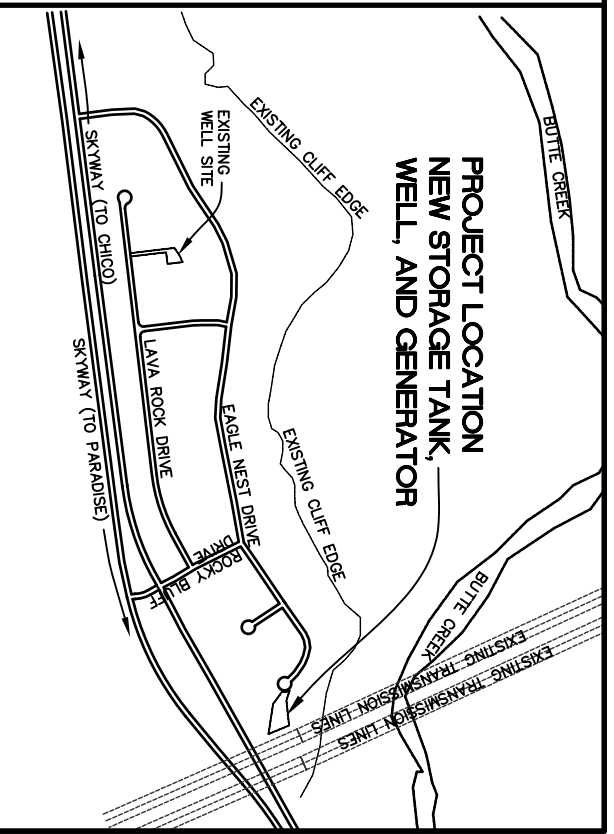 BUTTE CREEK
EXISTING CLIFF EDGE
EXISTING
WELL SITE
PROJECT LOCATION
NEW STORAGE TANK,
WELL, AND GENERATOR
SKYWAY (TO CHICO)
LAVA ROCK DRIVE
SKYWAY (TO PARADISE)
EAGLE NEST DRIVE
EXISTING CLIFF EDGE
ROCKY BLUFF
DRIVE
BUTTE CREEK
EXISTING TRANSMISSION LINES
EXISTING TRANSMISSION LINES